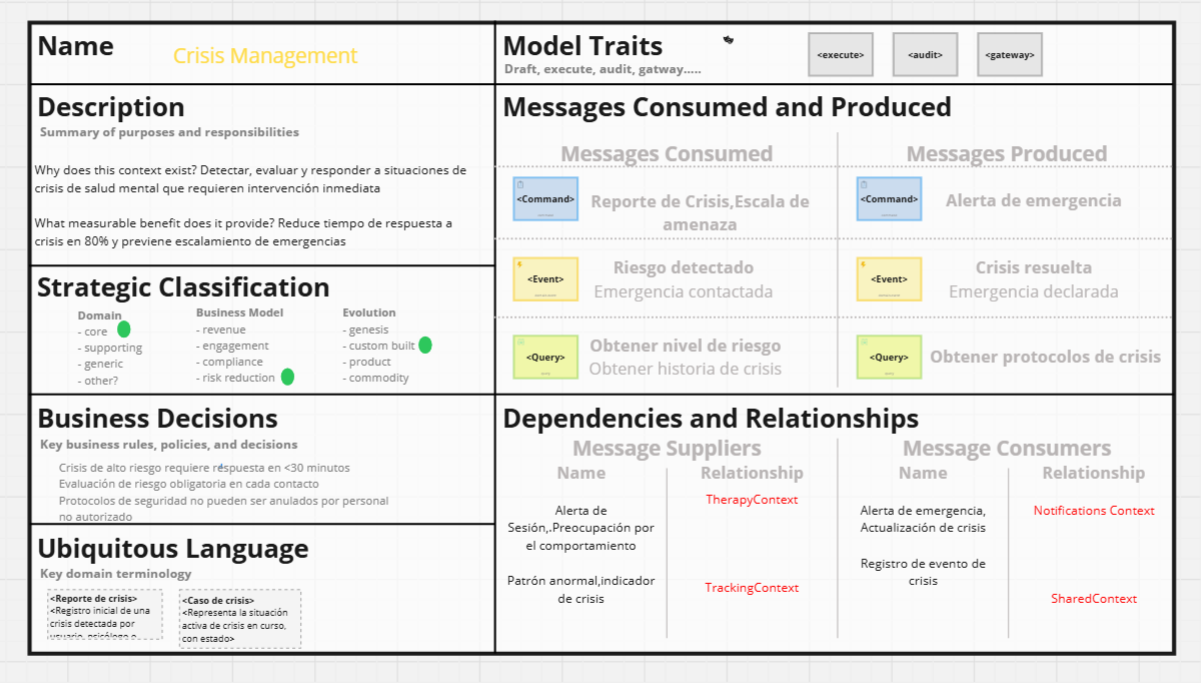 Name
Crisis Management
Model Traits
Draft, execute, audit, gatway.....
<execute>
<audit>
<gateway>
Description
Summary of purposes and responsibilities
Why does this context exist? Detectar, evaluar y responder a situaciones de
crisis de salud mental que requieren intervención inmediata
What measurable benefit does it provide? Reduce tiempo de respuesta a
crisis en 80% y previene escalamiento de emergencias
Messages Consumed and Produced
Messages Consumed
Messages Produced
<Command>
Reporte de Crisis,Escala de
amenaza
<Command>
Alerta de emergencia
<Event>
Riesgo detectado
Emergencia contactada
<Event>
Crisis resuelta
Emergencia declarada
<Query>
Obtener nivel de riesgo
Obtener historia de crisis
<Query>
Obtener protocolos de crisis
Strategic Classification
Domain
- core
- supporting
- generic
- other?
Business Model
- revenue
- engagement
- compliance
- risk reduction
Evolution
- genesis
- custom built
- product
- commodity
Business Decisions
Key business rules, policies, and decisions
Crisis de alto riesgo requiere respuesta en <30 minutos
Evaluación de riesgo obligatoria en cada contacto
Protocolos de seguridad no pueden ser anulados por personal
no autorizado
Ubiquitous Language
Key domain terminology
<Reporte de crisis>
<Registro inicial de una
crisis detectada por
usuario, psicólogo o
<Caso de crisis>
<Representa la situación
activa de crisis en curso,
con estado>
Dependencies and Relationships
Message Suppliers
Name
Relationship
Alerta de
Sesión,.Preocupación por
el comportamiento
TherapyContext
Patrón anormal,indicador
de crisis
TrackingContext
Message Consumers
Name
Relationship
Alerta de emergencia,
Actualización de crisis
Notifications Context
Registro de evento de
crisis
SharedContext